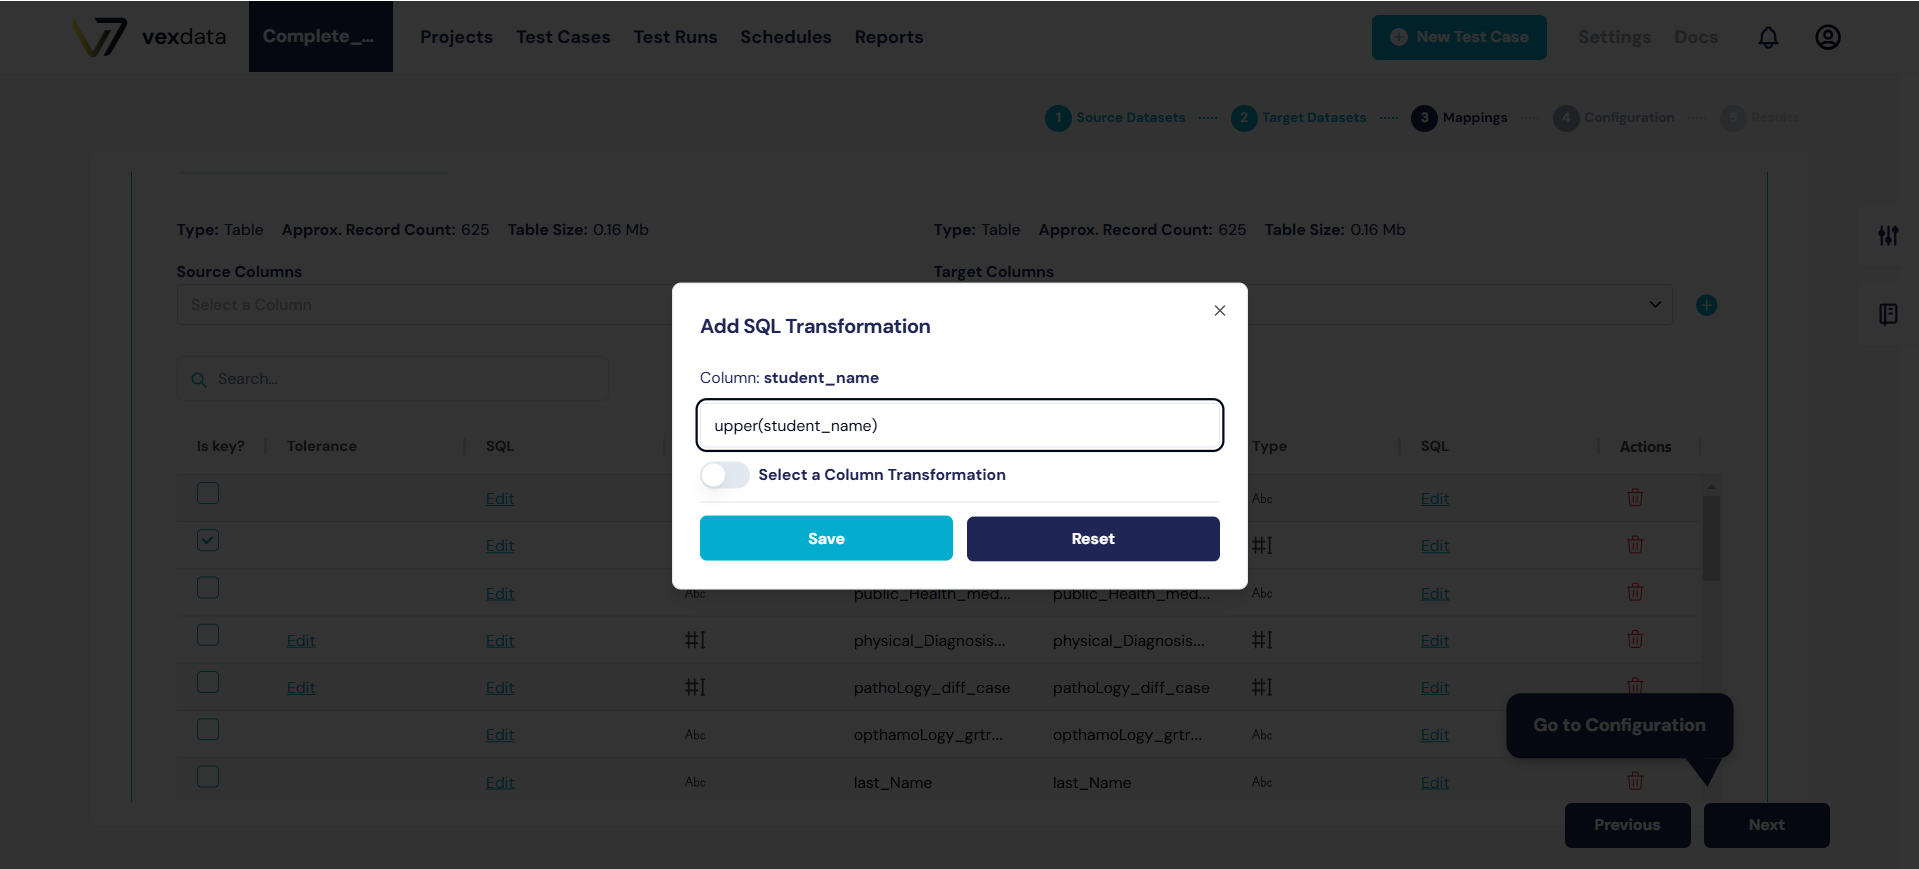 vexdata
Complete_...
Projects
Test Cases
Test Runs
Schedules
Reports
New Test Case
Settings
Docs
1 Source Datasets
2 Target Datasets
3 Mappings
4 Configuration
5 Results
Type: Table Approx. Record Count: 625 Table Size: 0.16 Mb
Type: Table Approx. Record Count: 625 Table Size: 0.16 Mb
Source Columns
Target Columns
Select a Column
Search...
Add SQL Transformation
Column: student_name
upper(student_name)
Select a Column Transformation
Save
Reset
Is key? Tolerance SQL Type SQL Actions
Edit Abc Edit
Edit Edit
Edit Abc public_Health_med... public_Health_med... Abc Edit
Edit Edit physical_Diagnosis... physical_Diagnosis... Edit
Edit Edit pathoLogy_diff_case pathoLogy_diff_case Edit
Edit Abc opthamoLogy_grtr... opthamoLogy_grtr... Abc Edit
Edit Abc last_Name last_Name Abc Edit
Go to Configuration
Previous
Next